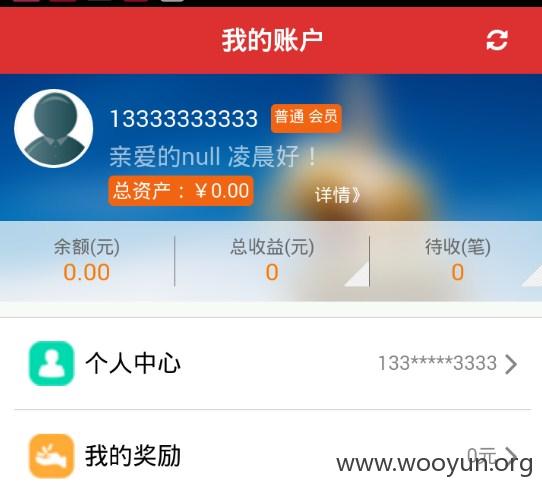 我的账户
13333333333 普通 会员
亲爱的null 凌晨好！
总资产：￥0.00 详情》
余额(元) 总收益(元) 待收(笔)
0.00 0 0
个人中心 133*****3333
我的奖励 0元
www.wooyun.org